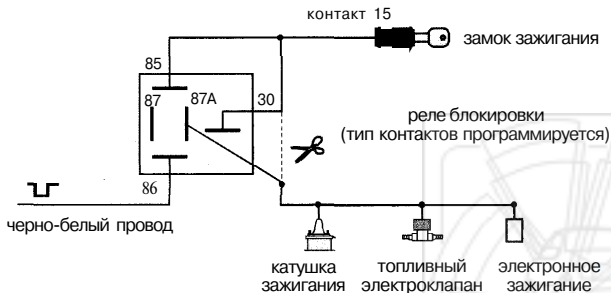 контакт 15
замок зажигания
85
87
87A
30
реле блокировки
(тип контактов программируется)
86
черно-белый провод
катушка
зажигания
топливный
электроклапан
электронное
зажигание